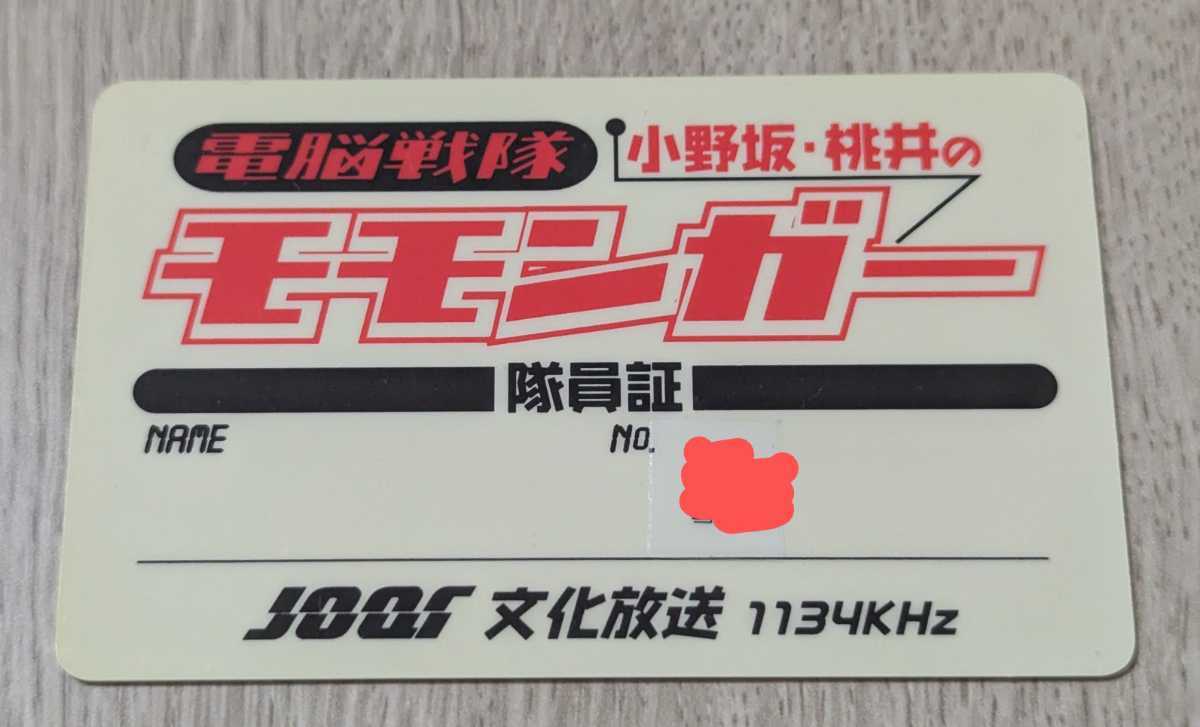 電脳戦隊 小野坂・桃井の
モモンガー
隊員証
NAME NO.
JOQR 文化放送 1134KHz